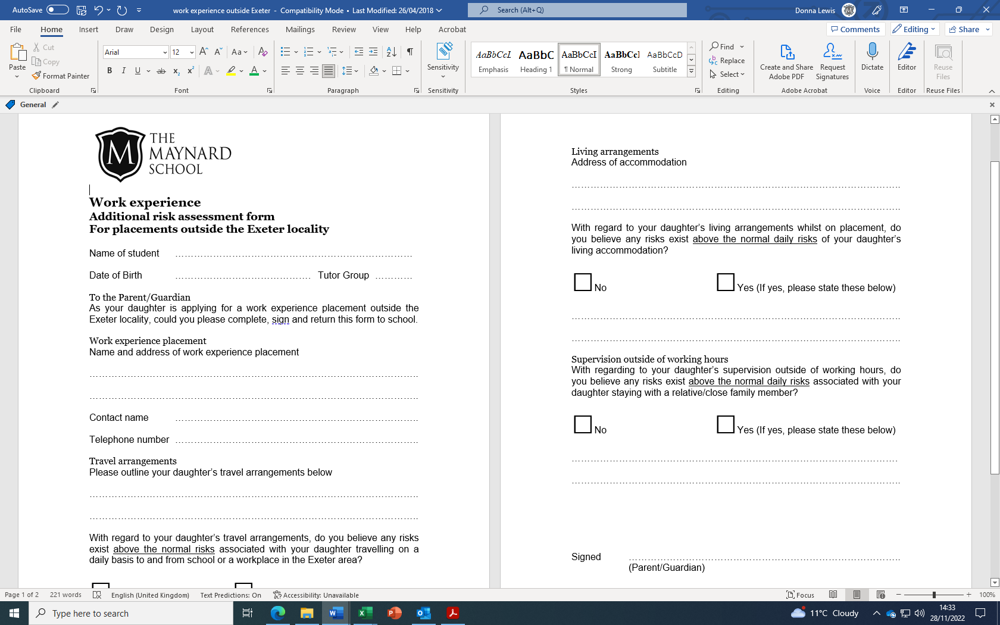 AutoSave
work experience outside Exeter - Compatibility Mode • Last Modified: 26/04/2018
Search (Alt+Q)
Donna Lewis
File Home Insert Draw Design Layout References Mailings Review View Help Acrobat
Comments Editing Share
Paste
Cut
Copy
Format Painter
Clipboard
Arial 12
Font
Paragraph
Sensitivity
Sensitivity
AaBbCcI AaBbC AaBbCcI AaBbCcI AaBbCcD
Emphasis Heading 1 ¶ Normal Strong Subtitle
Styles
Find
Replace
Select
Editing
Create and Share
Adobe PDF
Request
Signatures
Adobe Acrobat
Dictate
Voice
Editor
Editor
Reuse
Files
Reuse Files
General
M
THE
MAYNARD
SCHOOL
Work experience
Additional risk assessment form
For placements outside the Exeter locality
Name of student ...............................................................
Date of Birth .................................... Tutor Group ............
To the Parent/Guardian
As your daughter is applying for a work experience placement outside the
Exeter locality, could you please complete, sign and return this form to school.
Work experience placement
Name and address of work experience placement
Contact name ...............................................................
Telephone number ...............................................................
Travel arrangements
Please outline your daughter's travel arrangements below
With regard to your daughter's travel arrangements, do you believe any risks
exist above the normal risks associated with your daughter travelling on a
daily basis to and from school or a workplace in the Exeter area?
Living arrangements
Address of accommodation
With regard to your daughter's living arrangements whilst on placement, do
you believe any risks exist above the normal daily risks of your daughter's
living accommodation?
No Yes (If yes, please state these below)
Supervision outside of working hours
With regarding to your daughter's supervision outside of working hours, do
you believe any risks exist above the normal daily risks associated with your
daughter staying with a relative/close family member?
No Yes (If yes, please state these below)
Signed ...............................................................
(Parent/Guardian)
Page 1 of 2 221 words English (United Kingdom) Text Predictions: On Accessibility: Unavailable
Focus 100%
Type here to search
11°C Cloudy
14:33
28/11/2022